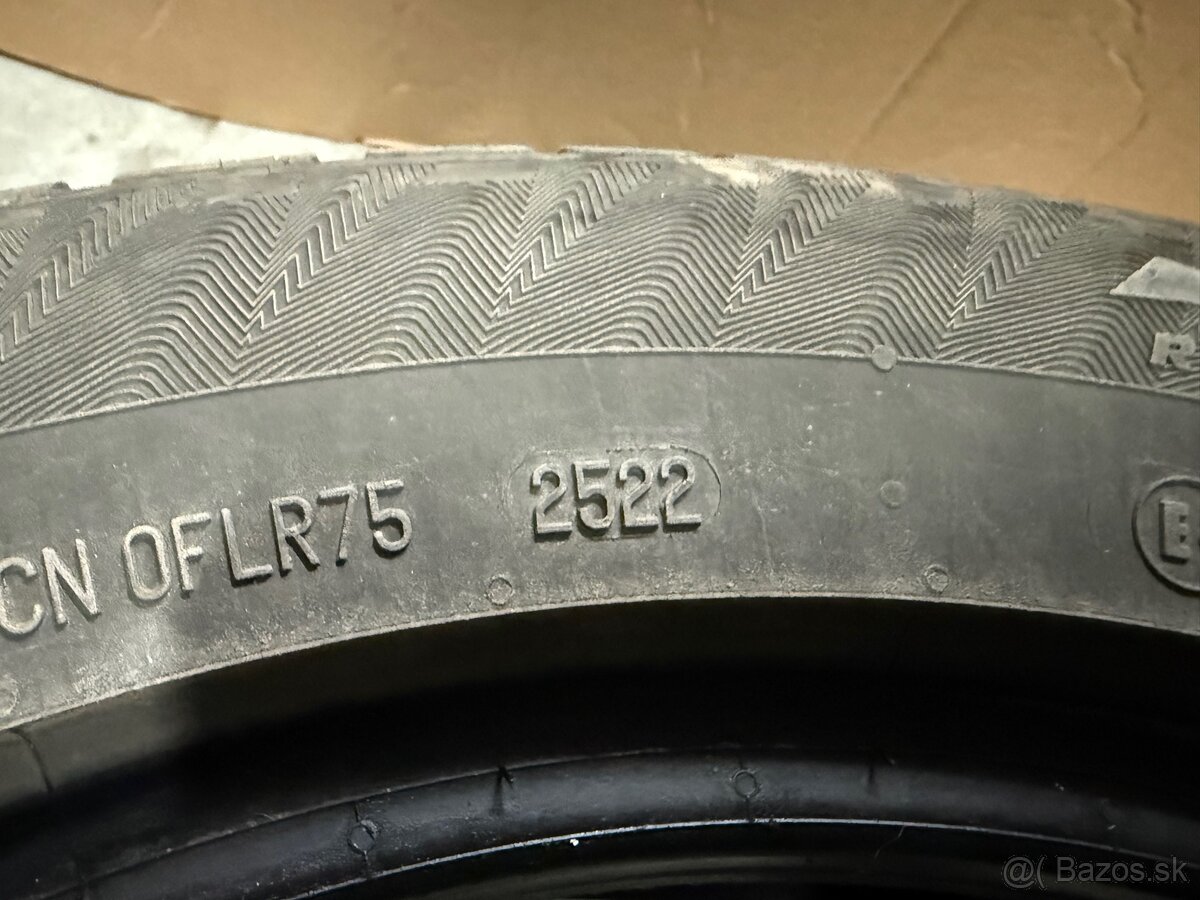 CN 0FLR75 2522
R
E
@( Bazos.sk